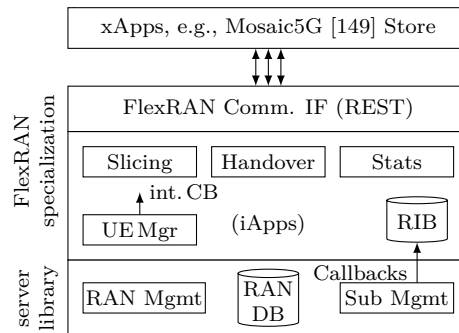 xApps, e.g., Mosaic5G [149] Store
FlexRAN Comm. IF (REST)
FlexRAN
specialization
Slicing
Handover
Stats
int. CB
UE Mgr
(iApps)
RIB
Callbacks
server
library
RAN Mgmt
RAN
DB
Sub Mgmt